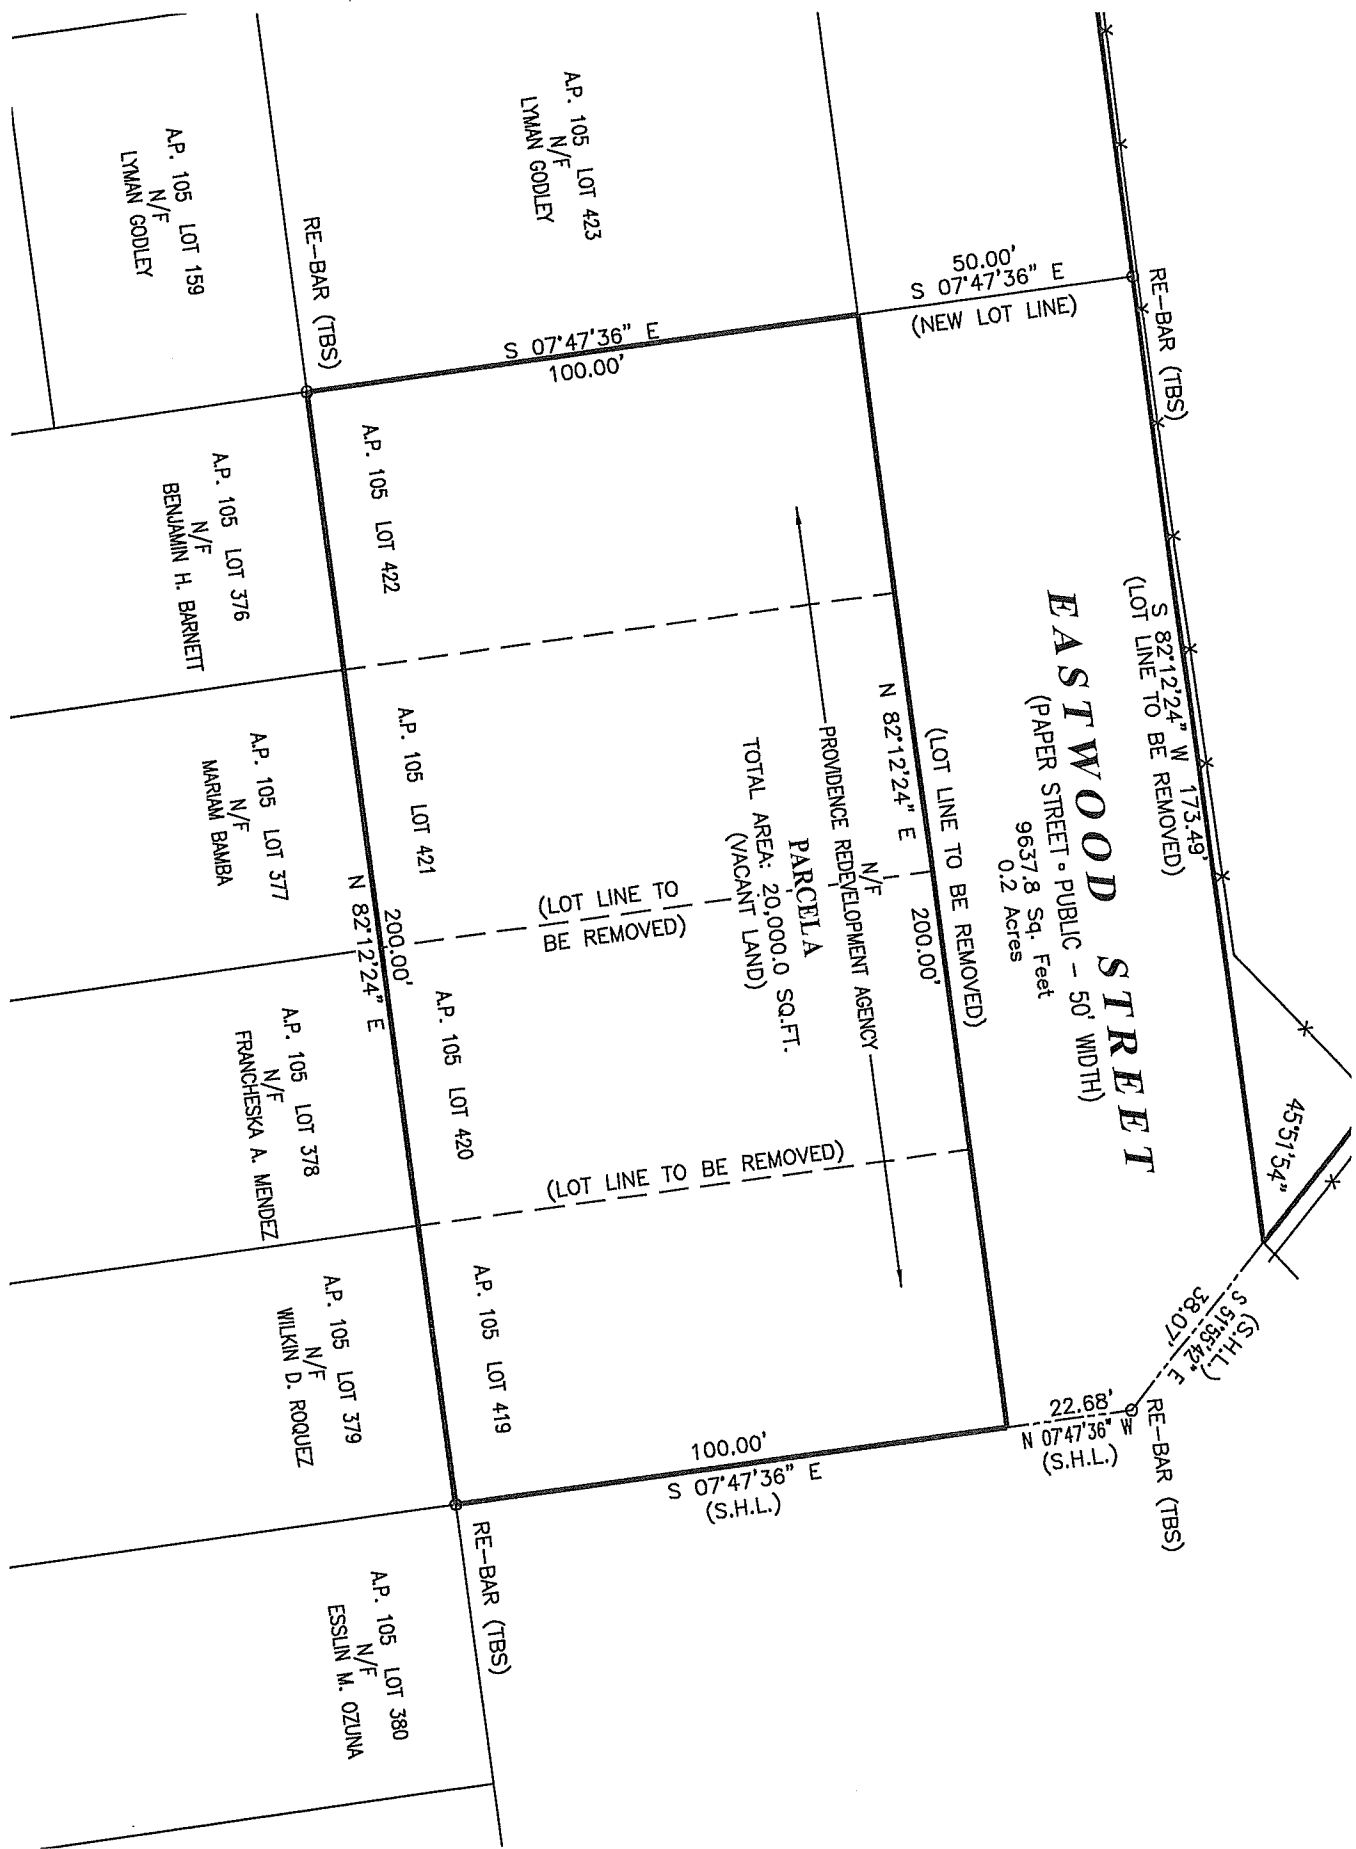 A.P. 105 LOT 159
N/F
LYMAN GODLEY
A.P. 105 LOT 423
N/F
LYMAN GODLEY
RE-BAR (TBS)
S 07°47'36" E
100.00'
50.00'
S 07°47'36" E
(NEW LOT LINE)
RE-BAR (TBS)
S 82°12'24" W 173.49'
(LOT LINE TO BE REMOVED)
EASTWOOD STREET
(PAPER STREET - PUBLIC - 50' WIDTH)
9637.8 Sq. Feet
0.2 Acres
(LOT LINE TO BE REMOVED)
N 82°12'24" E 200.00'
N/F
PROVIDENCE REDEVELOPMENT AGENCY
PARCELA
TOTAL AREA: 20,000.0 SQ.FT.
(VACANT LAND)
A.P. 105 LOT 422
A.P. 105 LOT 421
(LOT LINE TO
BE REMOVED)
A.P. 105 LOT 420
(LOT LINE TO BE REMOVED)
A.P. 105 LOT 419
200.00'
N 82°12'24" E
A.P. 105 LOT 376
N/F
BENJAMIN H. BARNETT
A.P. 105 LOT 377
N/F
MARIAM BAMBA
A.P. 105 LOT 378
N/F
FRANCHESKA A. MENDEZ
A.P. 105 LOT 379
N/F
WILKIN D. ROQUEZ
A.P. 105 LOT 380
N/F
ESSLIN M. OZUNA
RE-BAR (TBS)
100.00'
S 07°47'36" E
(S.H.L.)
22.68'
N 07°47'36" W
(S.H.L.)
RE-BAR (TBS)
(S.H.L.)
S 51°55'42" E
38.07'
45°51'54"